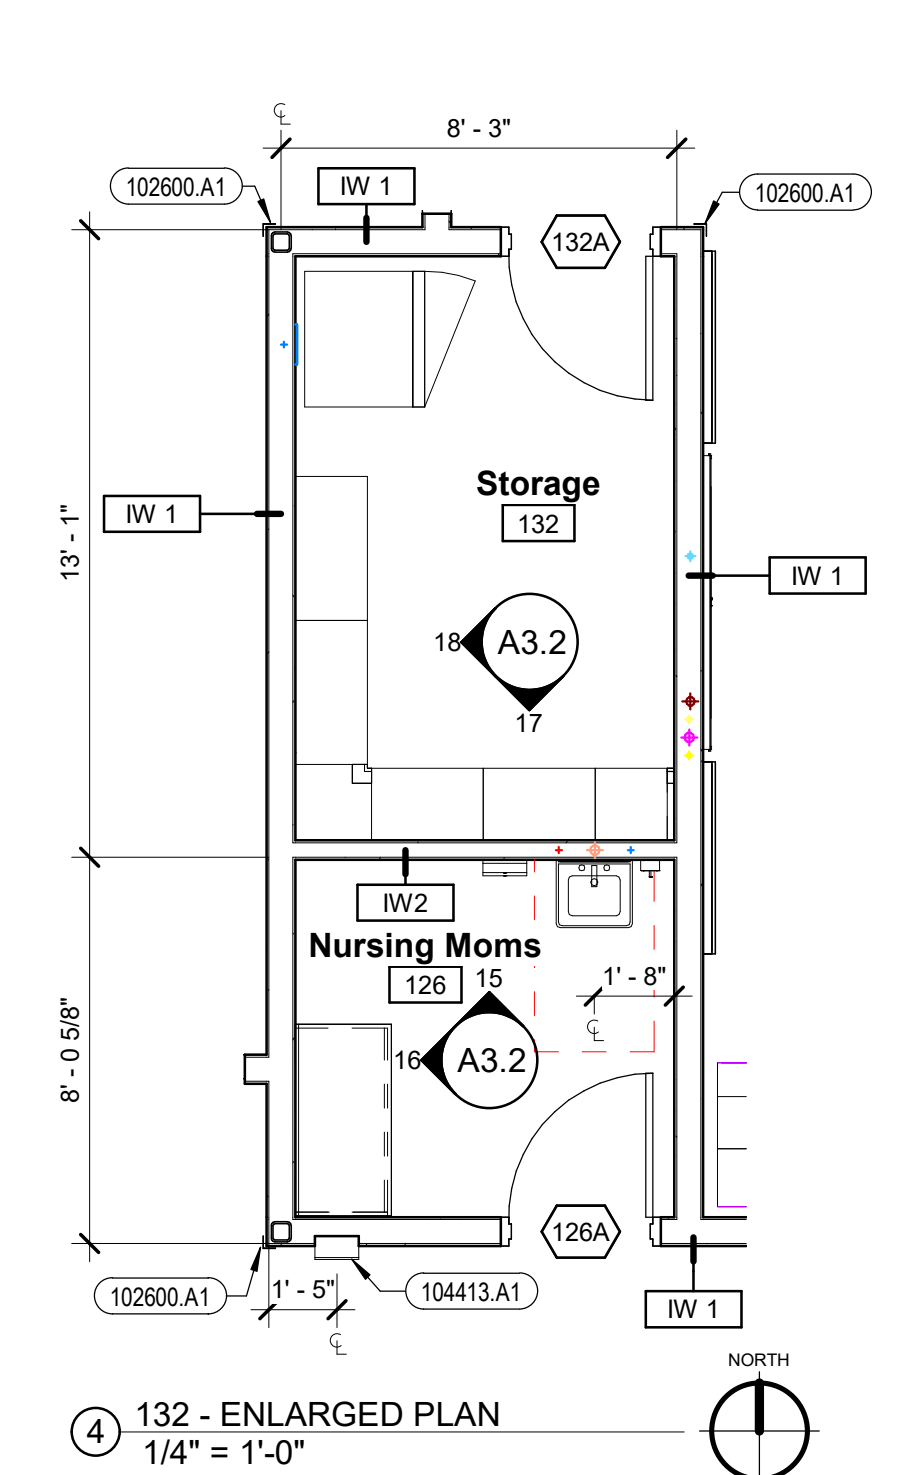 ℄
8' - 3"
102600.A1
IW 1
102600.A1
132A
Storage
132
IW 1
13' - 1"
IW 1
18
A3.2
17
IW2
Nursing Moms
126
15
1' - 8"
℄
16
A3.2
8' - 0 5/8"
126A
102600.A1
1' - 5"
104413.A1
IW 1
℄
NORTH
4
132 - ENLARGED PLAN
1/4" = 1'-0"